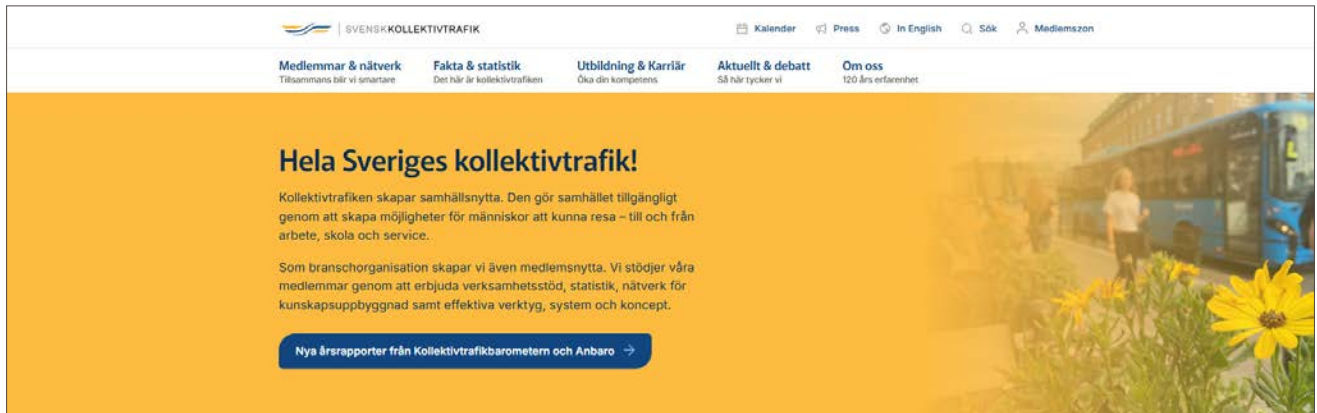 SVENSKKOLLEKTIVTRAFIK
Kalender Press In English Sök Medlemszon
Medlemmar & nätverk Fakta & statistik Utbildning & Karriär Aktuellt & debatt Om oss
Tillsammans blir vi smartare Det här är kollektivtrafiken Öka din kompetens Så här tycker vi 120 års erfarenhet
Hela Sveriges kollektivtrafik!
Kollektivtrafiken skapar samhällsnytta. Den gör samhället tillgängligt
genom att skapa möjligheter för människor att kunna resa – till och från
arbete, skola och service.
Som branschorganisation skapar vi även medlemsnytta. Vi stödjer våra
medlemmar genom att erbjuda verksamhetsstöd, statistik, nätverk för
kunskapsuppbyggnad samt effektiva verktyg, system och koncept.
Nya årsrapporter från Kollektivtrafikbarometern och Anbaro →